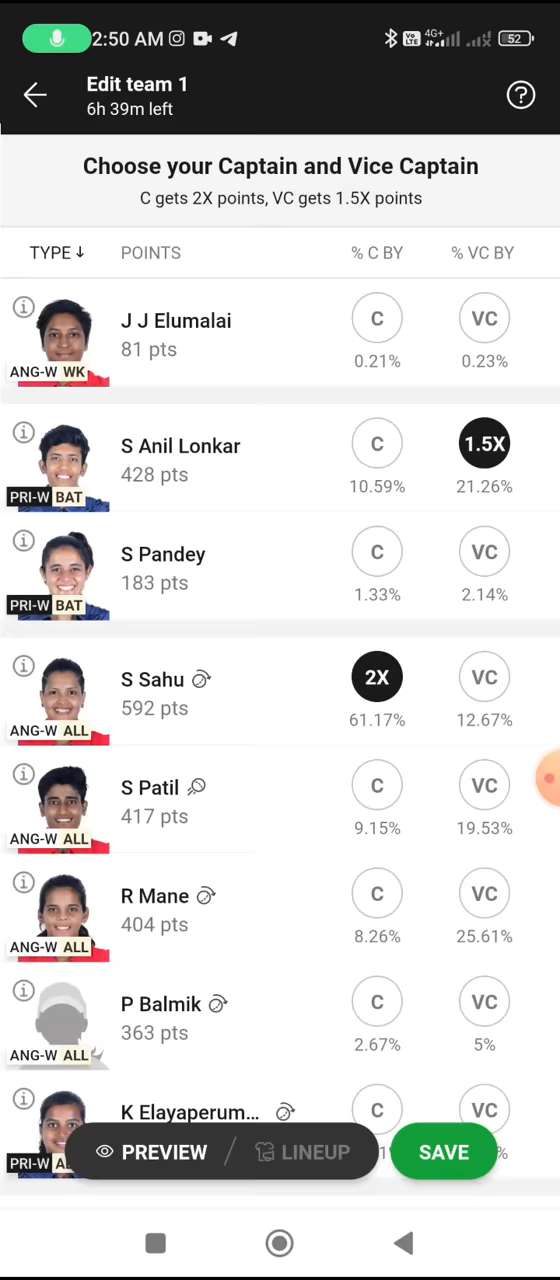 2:50 AM
Vo LTE 4G+ 52
Edit team 1
6h 39m left
Choose your Captain and Vice Captain
C gets 2X points, VC gets 1.5X points
TYPE↓ POINTS % C BY % VC BY
J J Elumalai C VC
81 pts
0.21% 0.23%
ANG-W WK
S Anil Lonkar C 1.5X
428 pts
10.59% 21.26%
PRI-W BAT
S Pandey C VC
183 pts
1.33% 2.14%
PRI-W BAT
S Sahu 2X VC
592 pts
61.17% 12.67%
ANG-W ALL
S Patil C VC
417 pts
9.15% 19.53%
ANG-W ALL
R Mane C VC
404 pts
8.26% 25.61%
ANG-W ALL
P Balmik C VC
363 pts
2.67% 5%
ANG-W ALL
K Elayaperum... C VC
PRI-W
PREVIEW / LINEUP SAVE